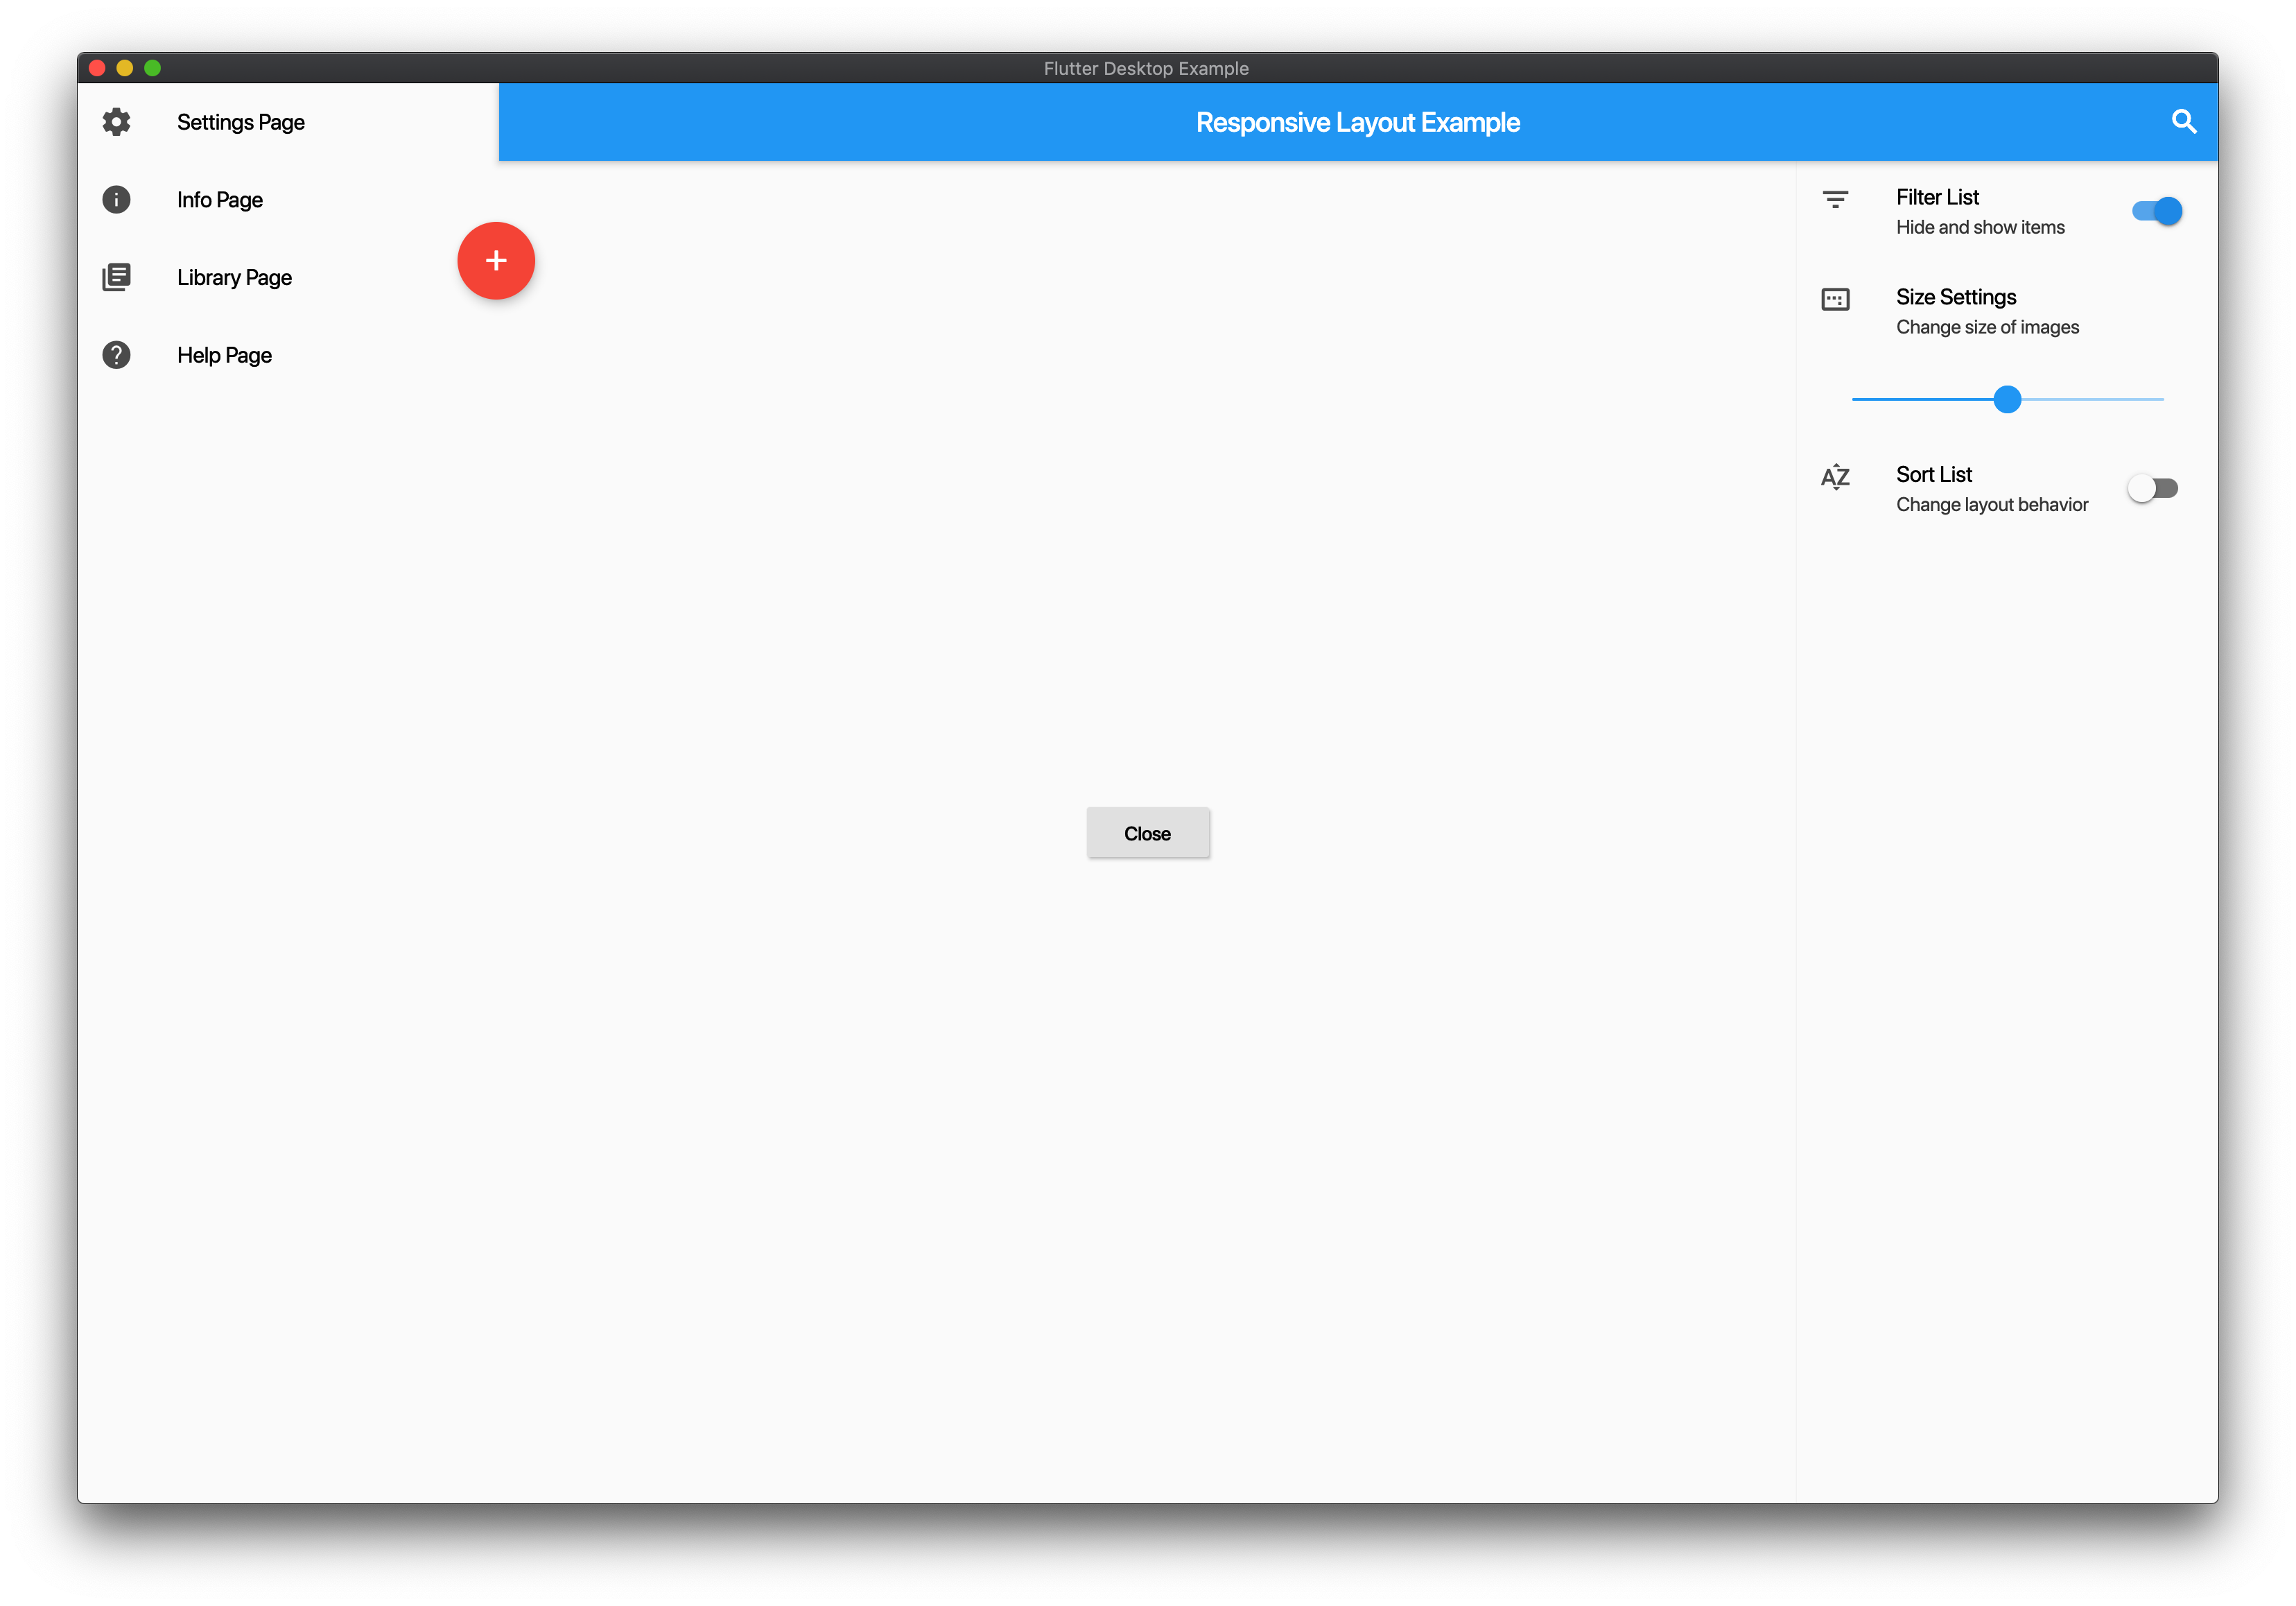 Flutter Desktop Example
Settings Page
Info Page
Library Page
Help Page
Responsive Layout Example
Filter List
Hide and show items
Size Settings
Change size of images
AZ
Sort List
Change layout behavior
Close